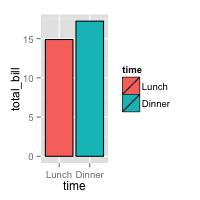 total_bill
15
10
5
0
Lunch Dinner
time
time
Lunch
Dinner